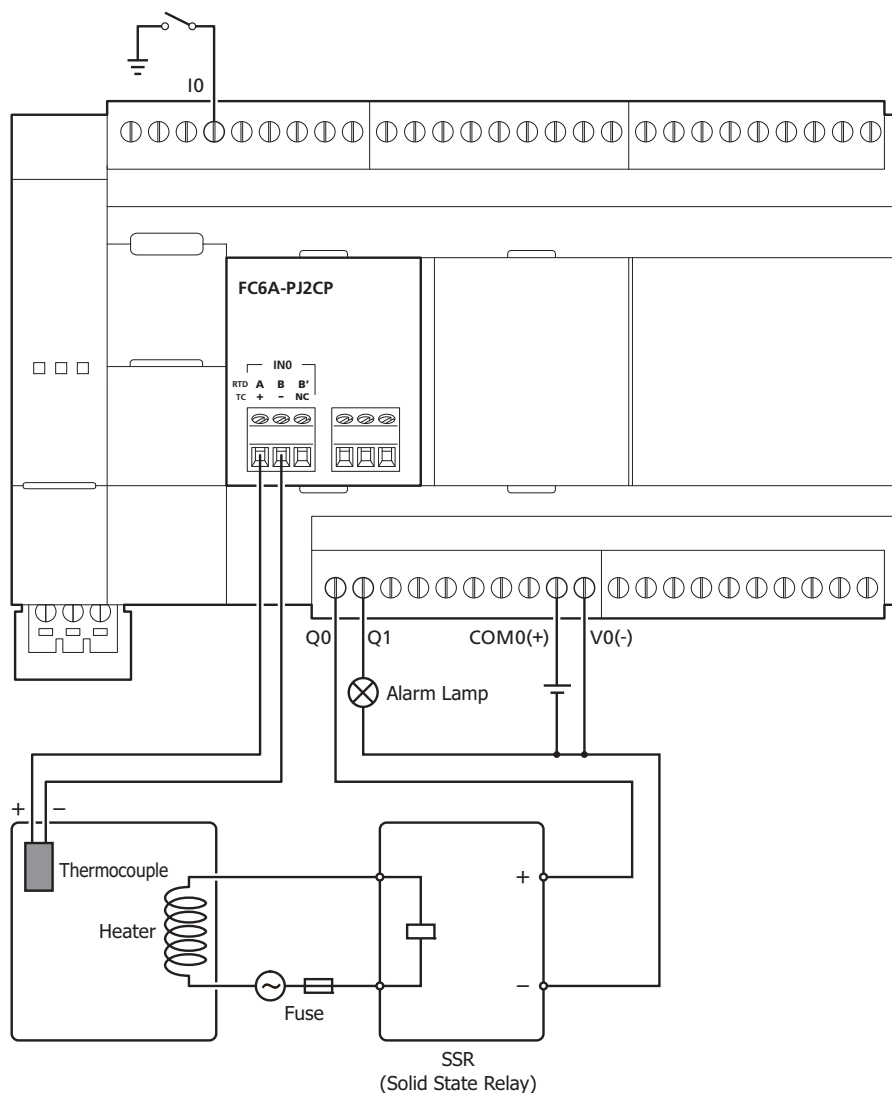 I0
FC6A-PJ2CP
IN0
RTD A B B'
TC + − NC
Q0 Q1 COM0(+) V0(-)
Alarm Lamp
+ −
Thermocouple
+
Heater
−
Fuse
SSR
(Solid State Relay)